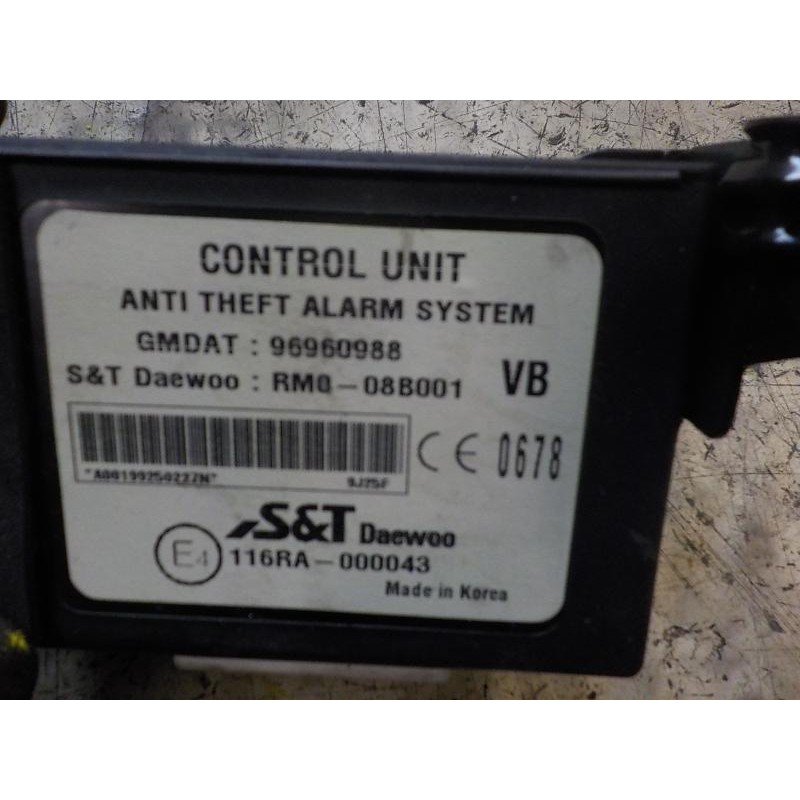 CONTROL UNIT
ANTI THEFT ALARM SYSTEM
GMDAT : 96960988
S&T Daewoo : RM0-08B001 VB
9J25F
CE 0678
S&T Daewoo
E4 116RA-000043
Made in Korea